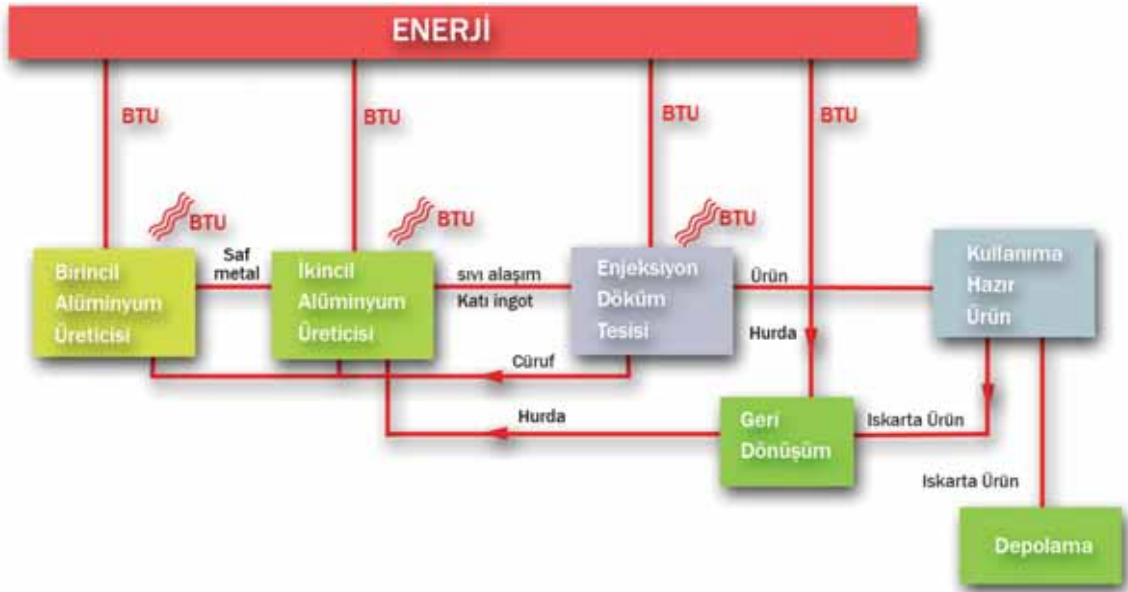 ENERJİ
BTU
BTU
BTU
BTU
BTU
BTU
BTU
Birincil
Alüminyum
Üreticisi
Saf
metal
İkincil
Alüminyum
Üreticisi
sıvı alaşım
Katı ingot
Enjeksiyon
Döküm
Tesisi
Ürün
Hurda
Kullanıma
Hazır
Ürün
Cüruf
Hurda
Geri
Dönüşüm
Iskarta Ürün
Iskarta Ürün
Depolama